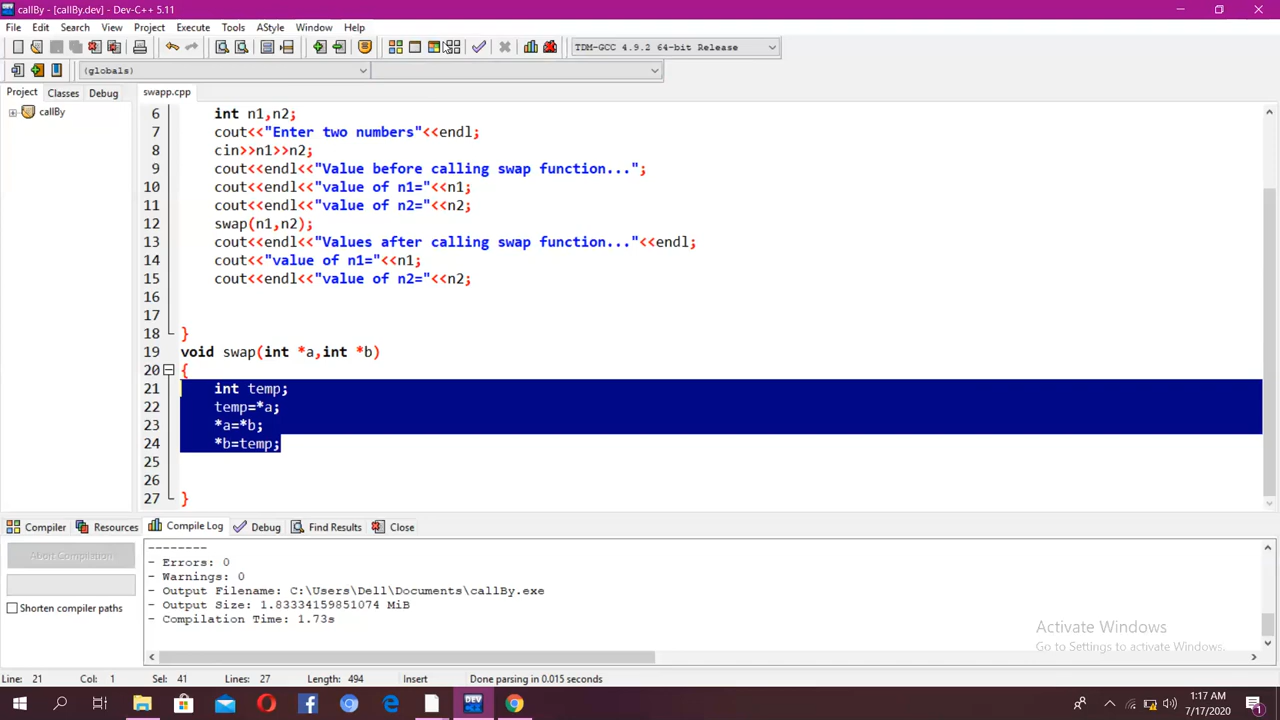 callBy - [callBy.dev] - Dev-C++ 5.11
File Edit Search View Project Execute Tools AStyle Window Help
TDM-GCC 4.9.2 64-bit Release
(globals)
Project Classes Debug
swapp.cpp
callBy
6 int n1,n2;
7 cout<<"Enter two numbers"<<endl;
8 cin>>n1>>n2;
9 cout<<endl<<"Value before calling swap function...";
10 cout<<endl<<"value of n1="<<n1;
11 cout<<endl<<"value of n2="<<n2;
12 swap(n1,n2);
13 cout<<endl<<"Values after calling swap function..."<<endl;
14 cout<<"value of n1="<<n1;
15 cout<<endl<<"value of n2="<<n2;
16
17
18 }
19 void swap(int *a,int *b)
20 {
21 int temp;
22 temp=*a;
23 *a=*b;
24 *b=temp;
25
26
27 }
Compiler Resources Compile Log Debug Find Results Close
Abort Compilation
Shorten compiler paths
--------
- Errors: 0
- Warnings: 0
- Output Filename: C:\Users\Dell\Documents\callBy.exe
- Output Size: 1.83334159851074 MiB
- Compilation Time: 1.73s
Activate Windows
Go to Settings to activate Windows.
Line: 21 Col: 1 Sel: 41 Lines: 27 Length: 494 Insert Done parsing in 0.015 seconds
DEV
1:17 AM
7/17/2020
1